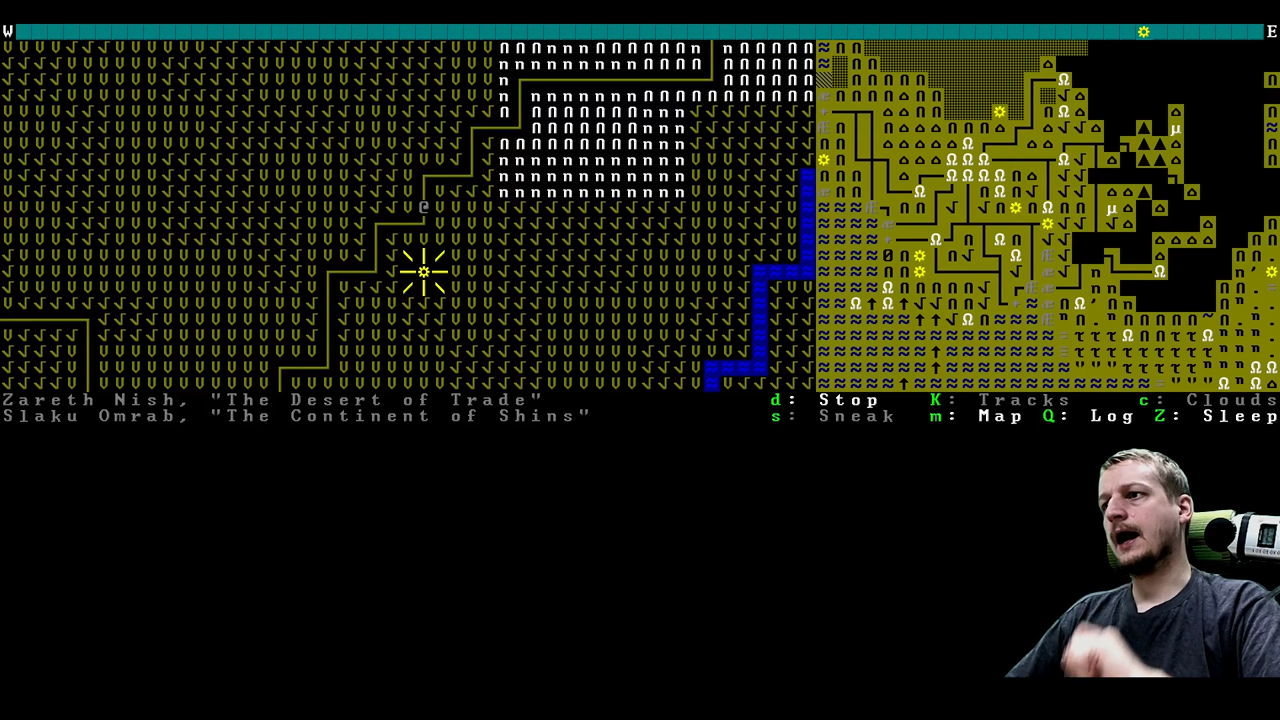 W E
Zareth Nish, "The Desert of Trade" d: Stop K: Tracks c: Clouds
Slaku Omrab, "The Continent of Shins" s: Sneak m: Map Q: Log Z: Sleep